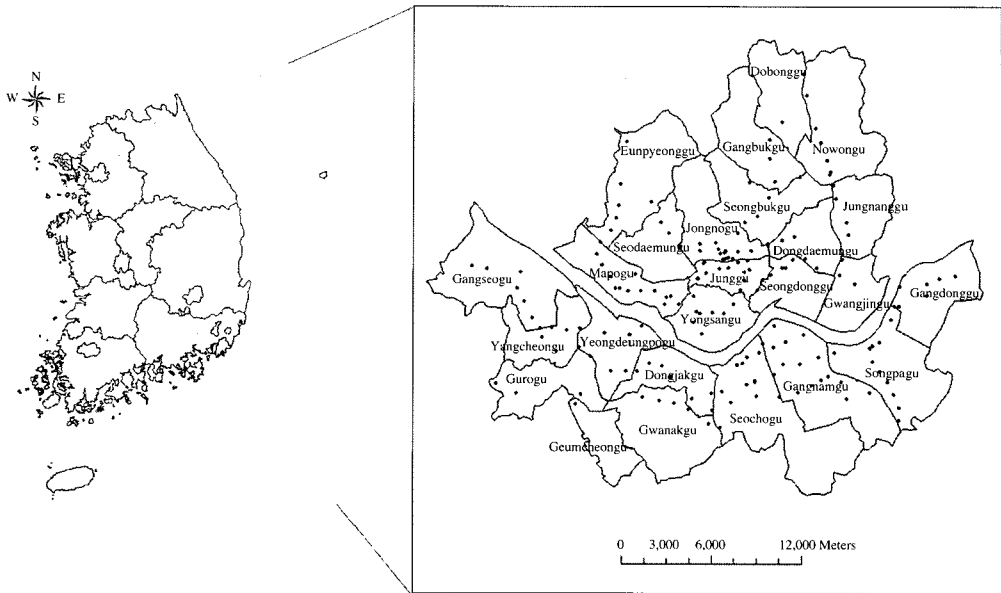 N
W E
S
Dobonggu
Eunpyeonggu
Gangbukgu
Nowongu
Seongbukgu
Jungnanggu
Jongnogu
Seodaemungu
Dongdaemungu
Mapogu
Junggu
Seongdonggu
Gangseogu
Gwangjingu
Gangdonggu
Yongsangu
Yangcheongu
Yeongdeungpogu
Gurogu
Dongjakgu
Gangnamgu
Songpagu
Seochogu
Gwanakgu
Geumcheongu
0 3,000 6,000 12,000 Meters